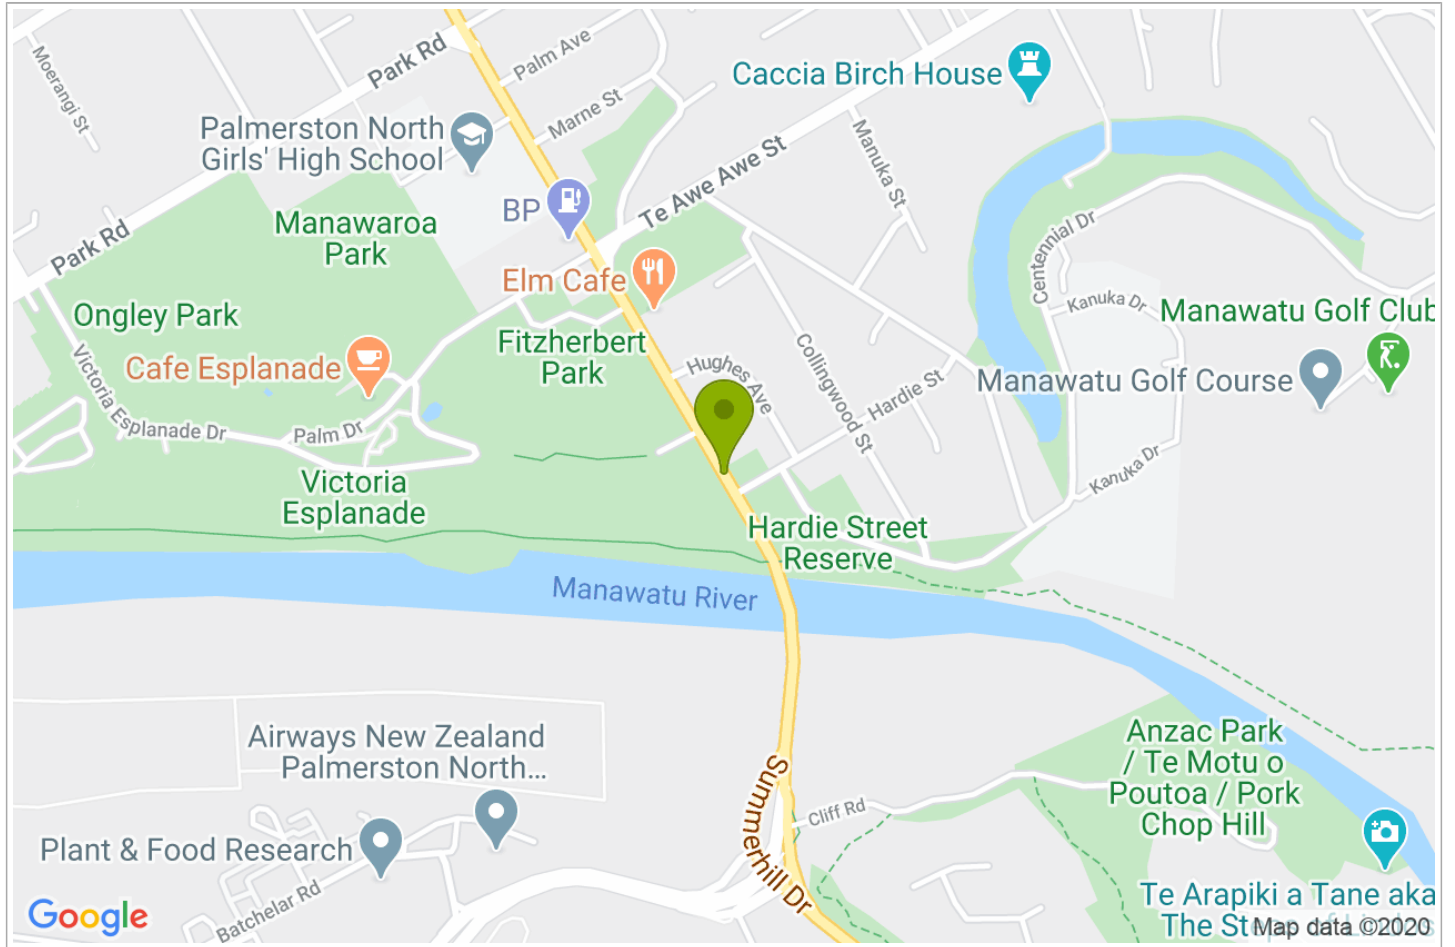 Moerangi St
Park Rd
Palm Ave
Caccia Birch House
Marne St
Palmerston North
Girls' High School
Manuka St
Te Awe Awe St
BP
Manawaroa
Park
Park Rd
Centennial Dr
Elm Cafe
Kanuka Dr
Manawatu Golf Club
Ongley Park
Fitzherbert
Park
Cafe Esplanade
Collingwood St
Hughes Ave
Hardie St
Manawatu Golf Course
Victoria Esplanade Dr
Palm Dr
Kanuka Dr
Victoria
Esplanade
Hardie Street
Reserve
Manawatu River
Airways New Zealand
Palmerston North...
Anzac Park
/ Te Motu o
Poutoa / Pork
Chop Hill
Summerhill Dr
Cliff Rd
Plant & Food Research
Batchelar Rd
Te Arapiki a Tane aka
The St
Google
Map data ©2020